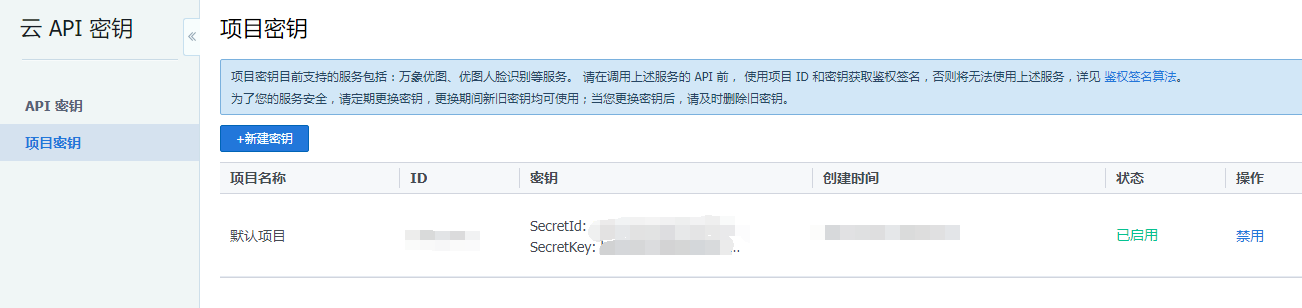 云 API 密钥
项目密钥
项目密钥目前支持的服务包括：万象优图、优图人脸识别等服务。 请在调用上述服务的 API 前， 使用项目 ID 和密钥获取鉴权签名，否则将无法使用上述服务，详见 鉴权签名算法。
为了您的服务安全，请定期更换密钥，更换期间新旧密钥均可使用；当您更换密钥后，请及时删除旧密钥。
API 密钥
项目密钥
+新建密钥
项目名称 ID 密钥 创建时间 状态 操作
SecretId:
默认项目 已启用 禁用
SecretKey: ..